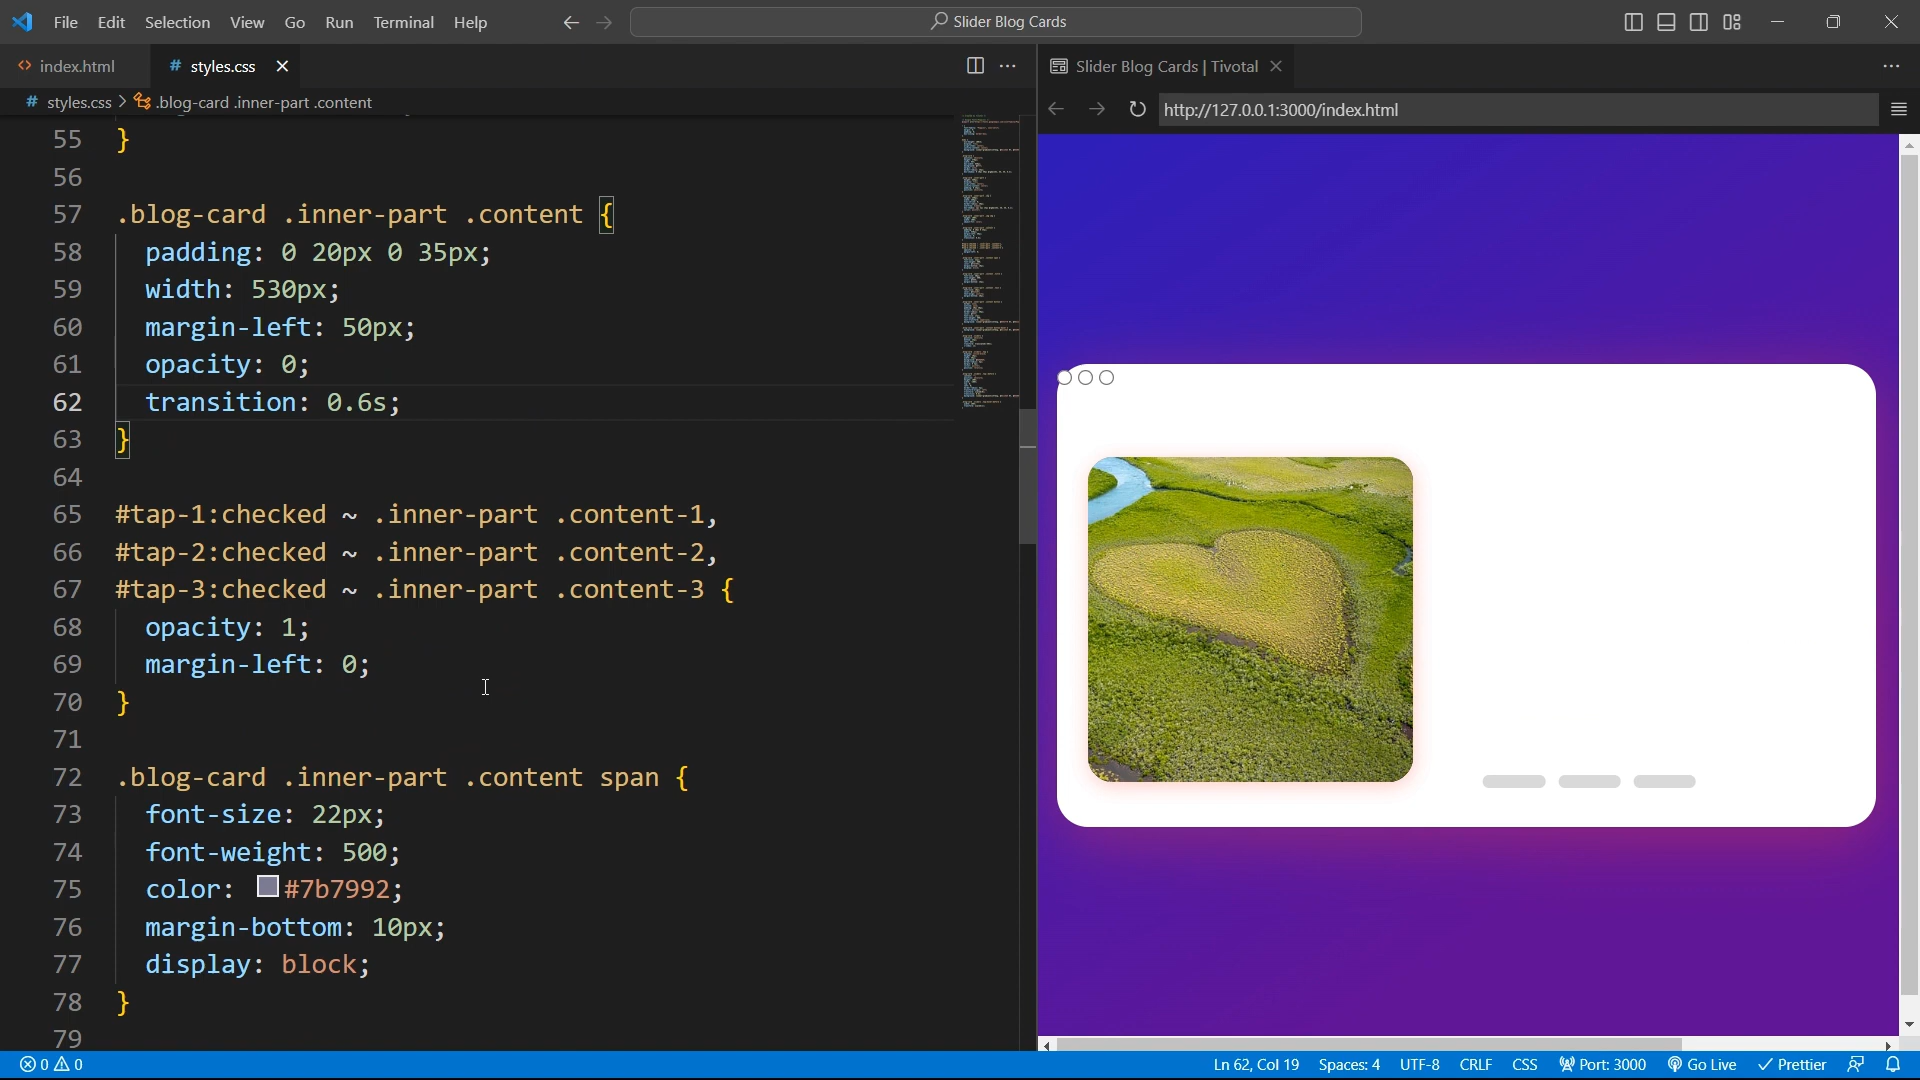 File Edit Selection View Go Run Terminal Help
Slider Blog Cards
index.html
# styles.css
Slider Blog Cards | Tivotal
# styles.css > .blog-card .inner-part .content
http://127.0.0.1:3000/index.html
55 }
56
57 .blog-card .inner-part .content {
58 padding: 0 20px 0 35px;
59 width: 530px;
60 margin-left: 50px;
61 opacity: 0;
62 transition: 0.6s;
63 }
64
65 #tap-1:checked ~ .inner-part .content-1,
66 #tap-2:checked ~ .inner-part .content-2,
67 #tap-3:checked ~ .inner-part .content-3 {
68 opacity: 1;
69 margin-left: 0;
70 }
71
72 .blog-card .inner-part .content span {
73 font-size: 22px;
74 font-weight: 500;
75 color: #7b7992;
76 margin-bottom: 10px;
77 display: block;
78 }
79
0 0
Ln 62, Col 19 Spaces: 4 UTF-8 CRLF CSS Port: 3000 Go Live Prettier